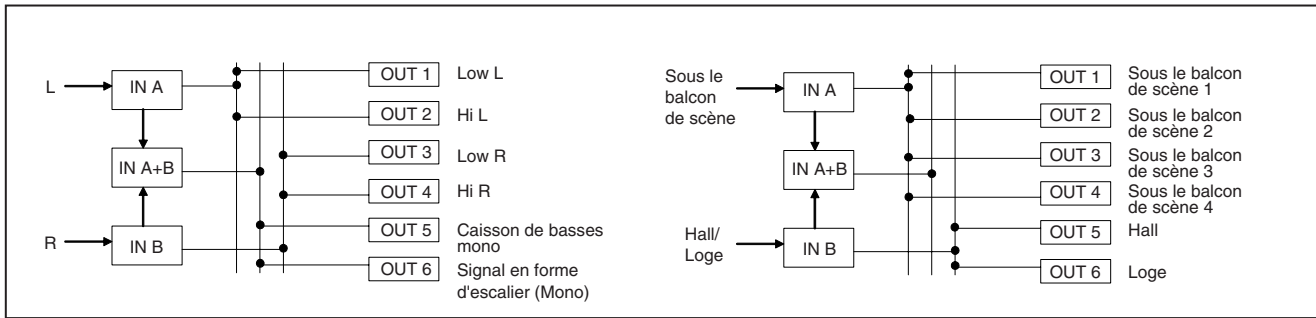 L
IN A
IN A+B
R
IN B
OUT 1
Low L
OUT 2
Hi L
OUT 3
Low R
OUT 4
Hi R
OUT 5
Caisson de basses
mono
OUT 6
Signal en forme
d'escalier (Mono)
Sous le
balcon
de scène
IN A
IN A+B
Hall/
Loge
IN B
OUT 1
Sous le balcon
de scène 1
OUT 2
Sous le balcon
de scène 2
OUT 3
Sous le balcon
de scène 3
OUT 4
Sous le balcon
de scène 4
OUT 5
Hall
OUT 6
Loge